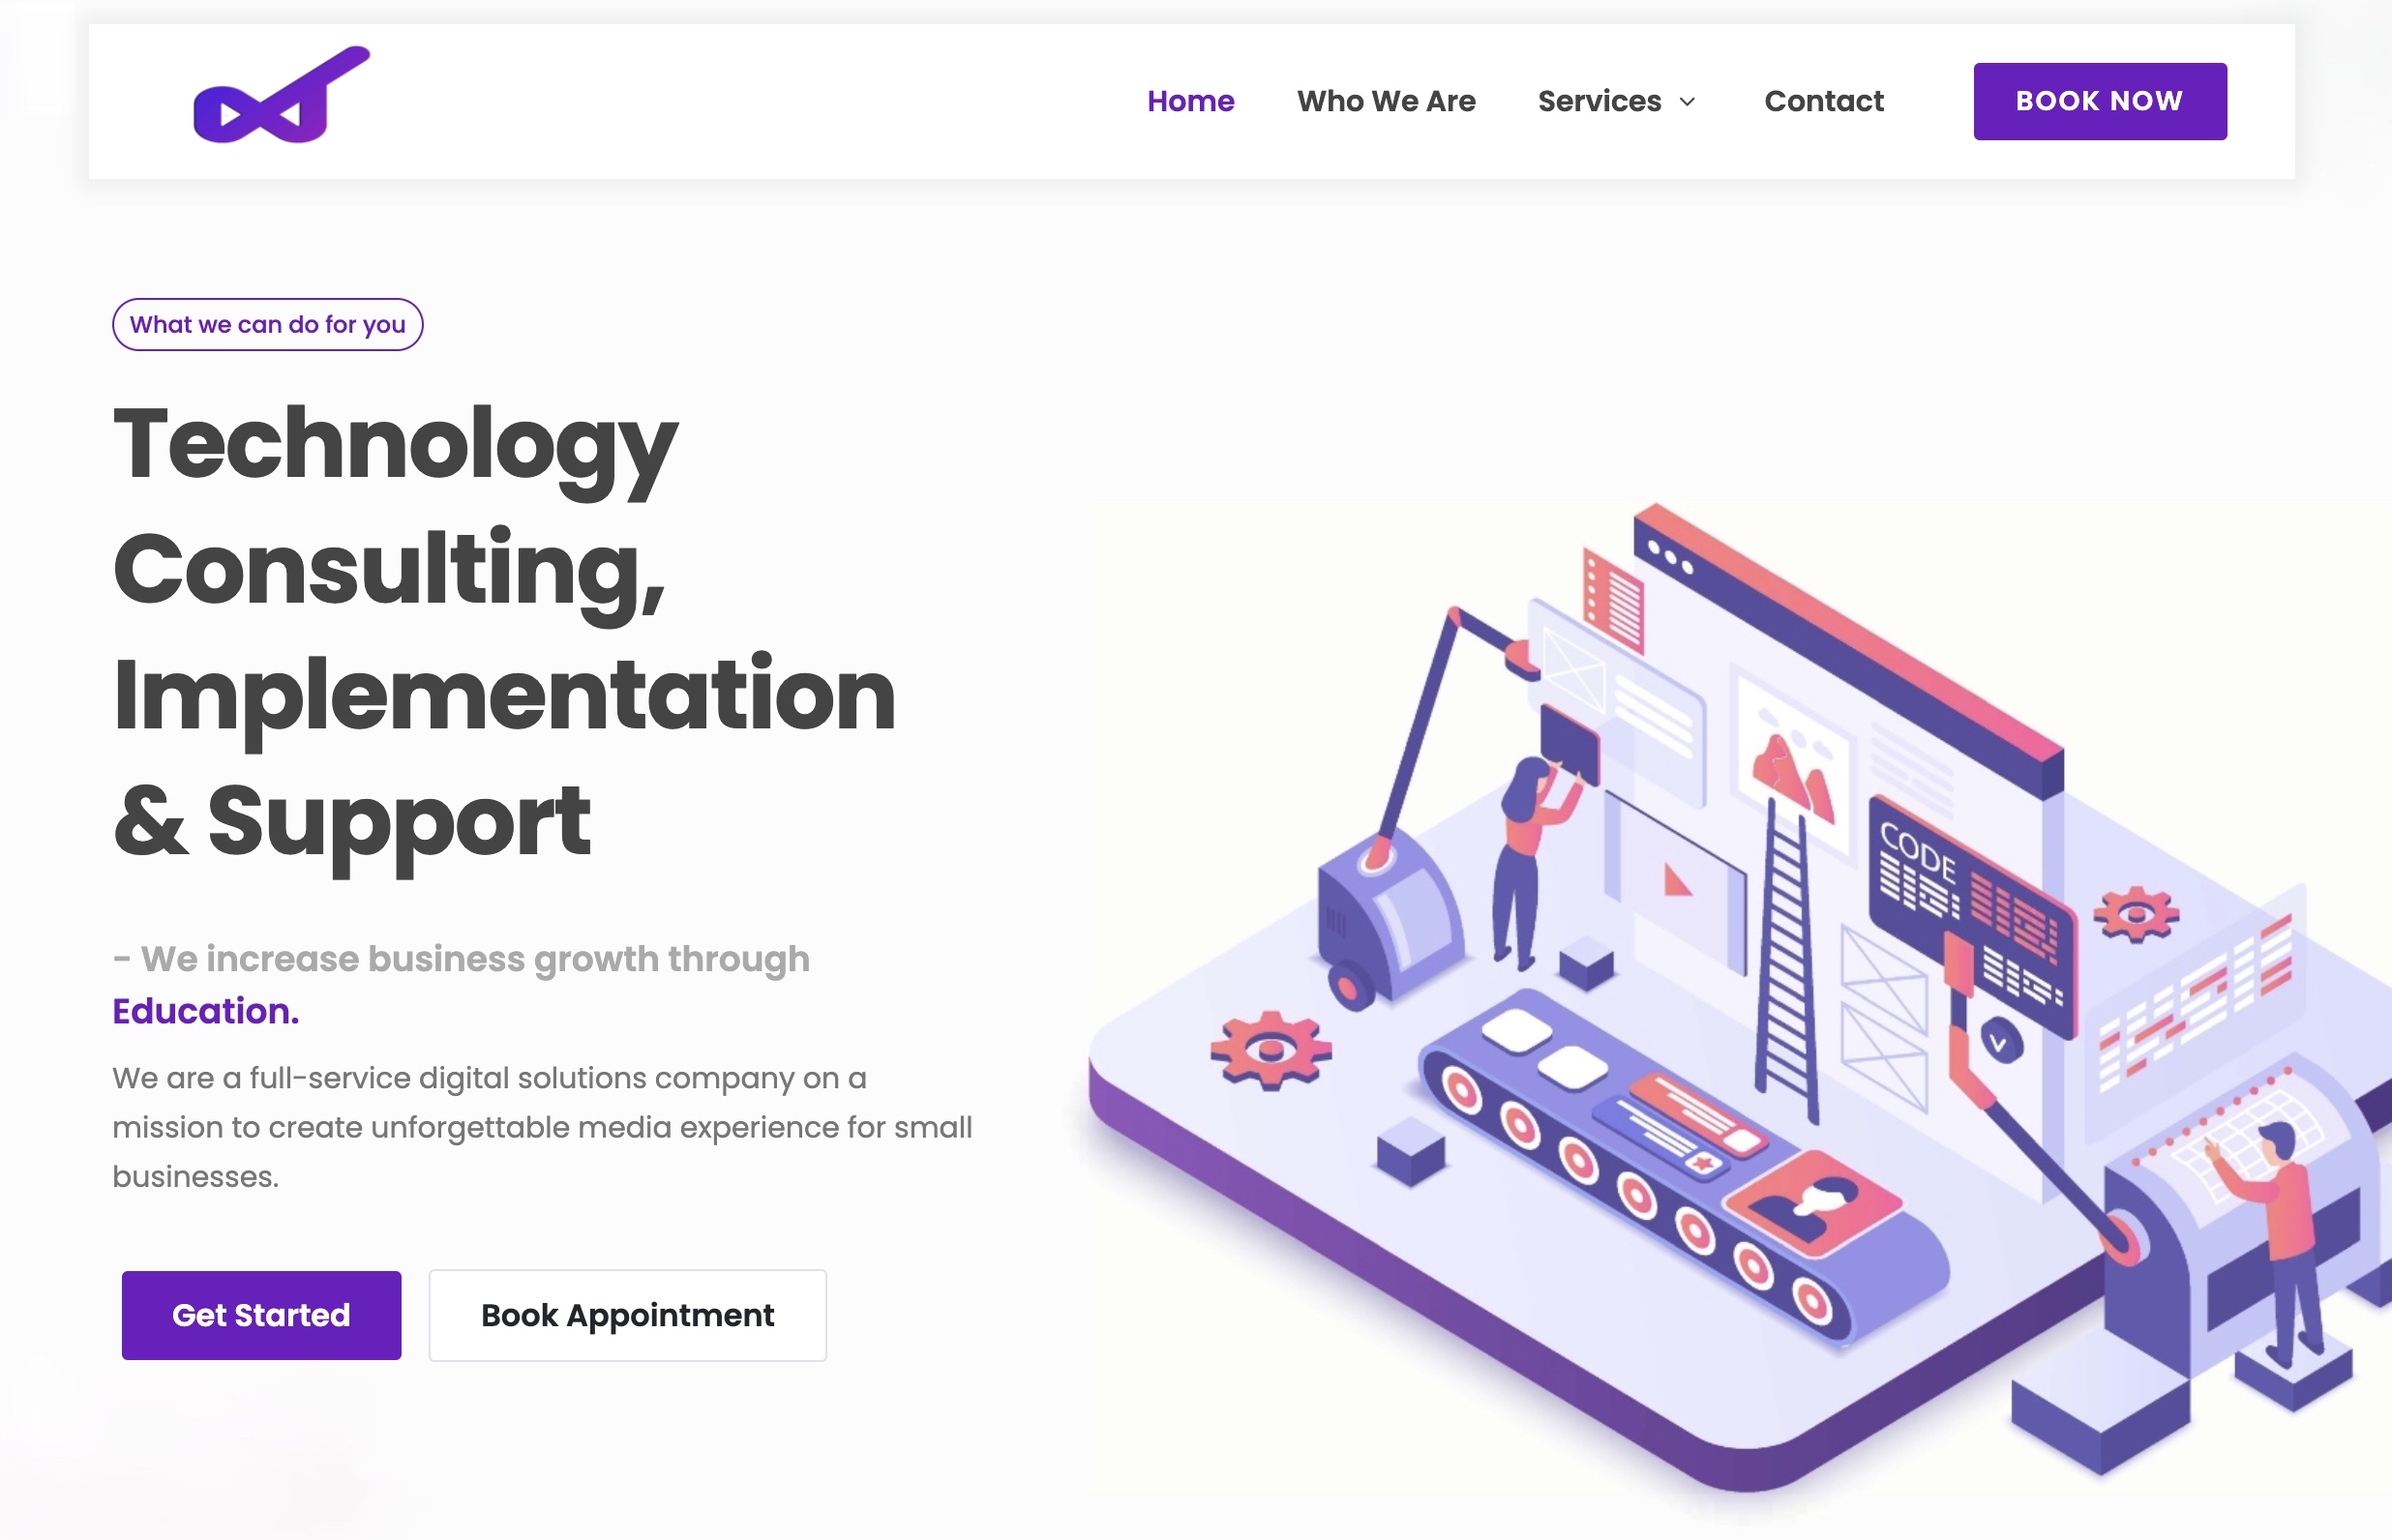 Home
Who We Are
Services
Contact
BOOK NOW
What we can do for you
Technology
Consulting,
Implementation
& Support
- We increase business growth through
Education.
We are a full-service digital solutions company on a
mission to create unforgettable media experience for small
businesses.
Get Started
Book Appointment
CODE